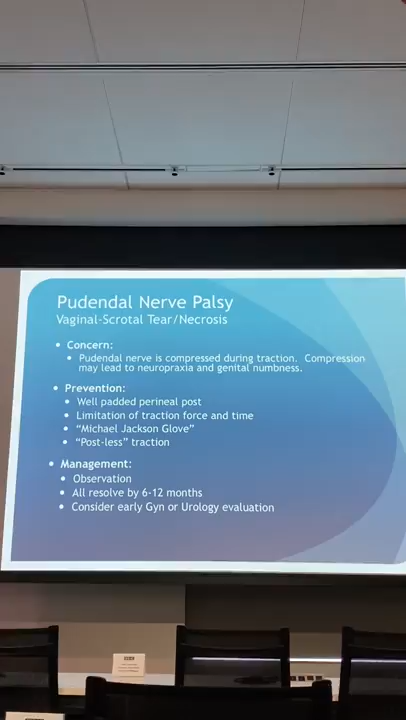 Pudendal Nerve Palsy
Vaginal-Scrotal Tear/Necrosis
• Concern:
• Pudendal nerve is compressed during traction. Compression
may lead to neuropraxia and genital numbness.
• Prevention:
• Well padded perineal post
• Limitation of traction force and time
• “Michael Jackson Glove”
• “Post-less” traction
• Management:
• Observation
• All resolve by 6-12 months
• Consider early Gyn or Urology evaluation